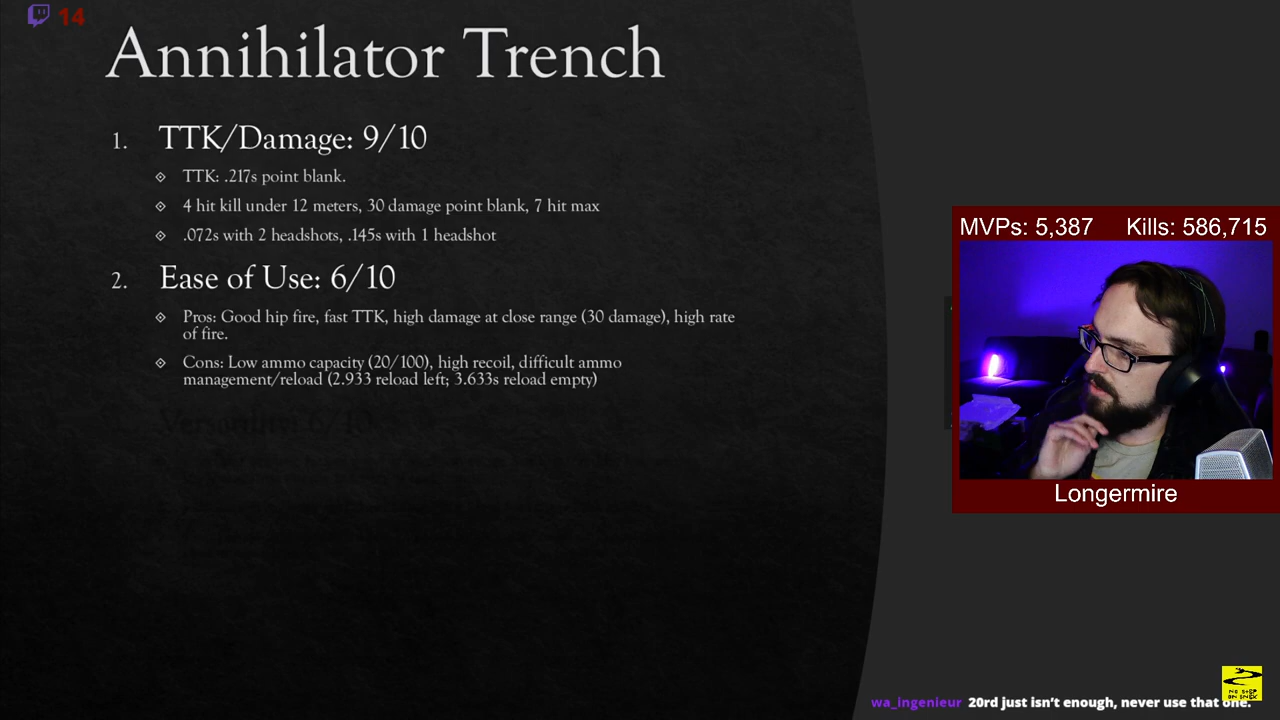 14
Annihilator Trench
1. TTK/Damage: 9/10
TTK: .217s point blank.
4 hit kill under 12 meters, 30 damage point blank, 7 hit max
.072s with 2 headshots, .145s with 1 headshot
2. Ease of Use: 6/10
Pros: Good hip fire, fast TTK, high damage at close range (30 damage), high rate
of fire.
Cons: Low ammo capacity (20/100), high recoil, difficult ammo
management/reload (2.933 reload left; 3.633s reload empty)
MVPs: 5,387 Kills: 586,715
Longermire
NO STEP
ON SNEK
wa_ingenieur 20rd just isn't enough, never use that one.